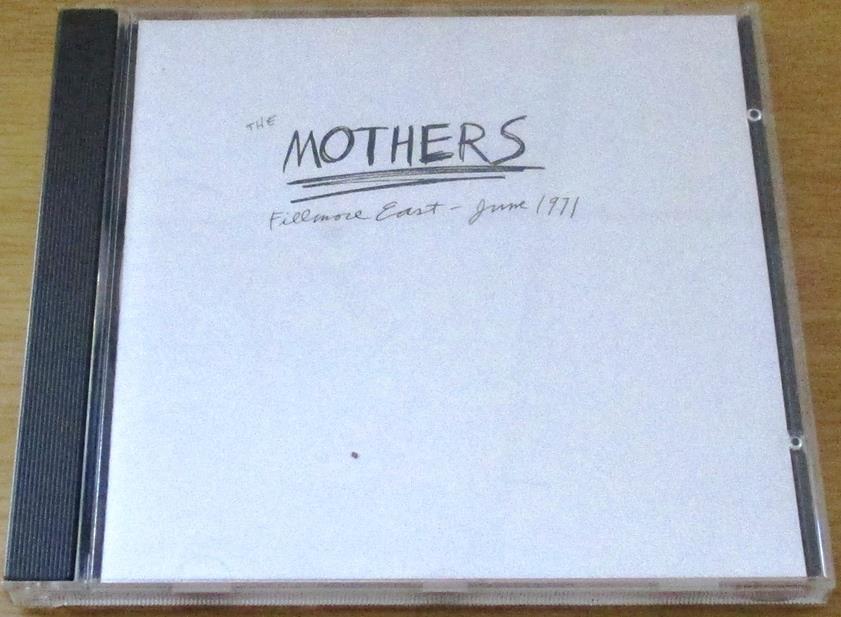 THE
MOTHERS
Fillmore East - June 1971